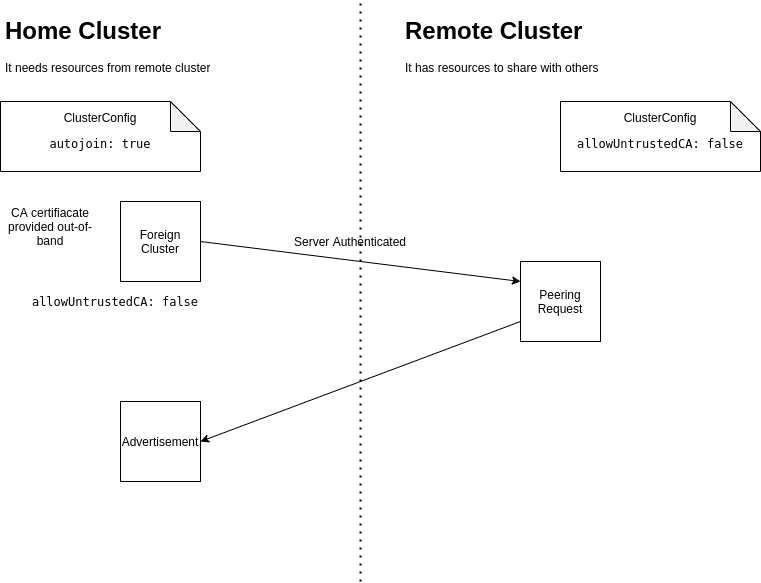 Home Cluster
It needs resources from remote cluster
ClusterConfig
autojoin: true
CA certifiacate
provided out-of-
band
Foreign
Cluster
allowUntrustedCA: false
Advertisement
Server Authenticated
Remote Cluster
It has resources to share with others
ClusterConfig
allowUntrustedCA: false
Peering
Request